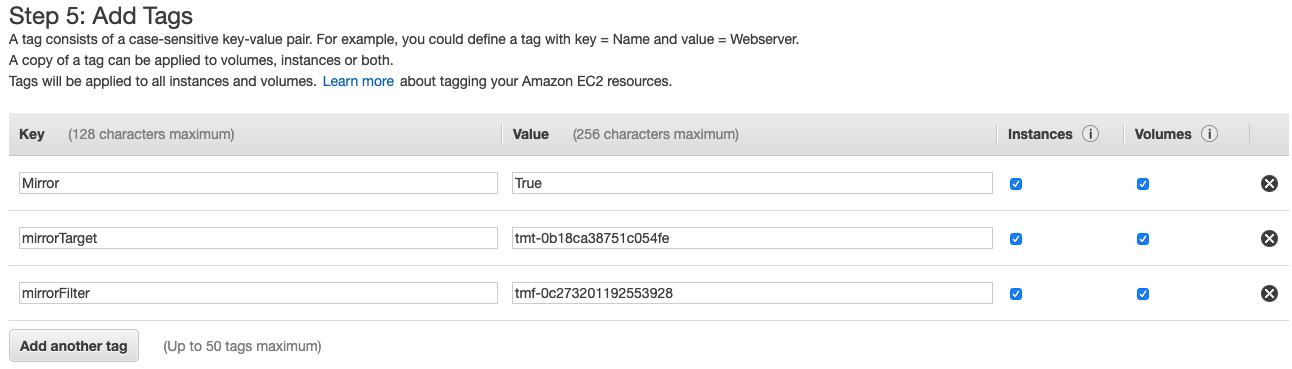 Step 5: Add Tags
A tag consists of a case-sensitive key-value pair. For example, you could define a tag with key = Name and value = Webserver.
A copy of a tag can be applied to volumes, instances or both.
Tags will be applied to all instances and volumes. Learn more about tagging your Amazon EC2 resources.
Key (128 characters maximum) Value (256 characters maximum) Instances i Volumes i
Mirror True
mirrorTarget tmt-0b18ca38751c054fe
mirrorFilter tmf-0c273201192553928
Add another tag (Up to 50 tags maximum)